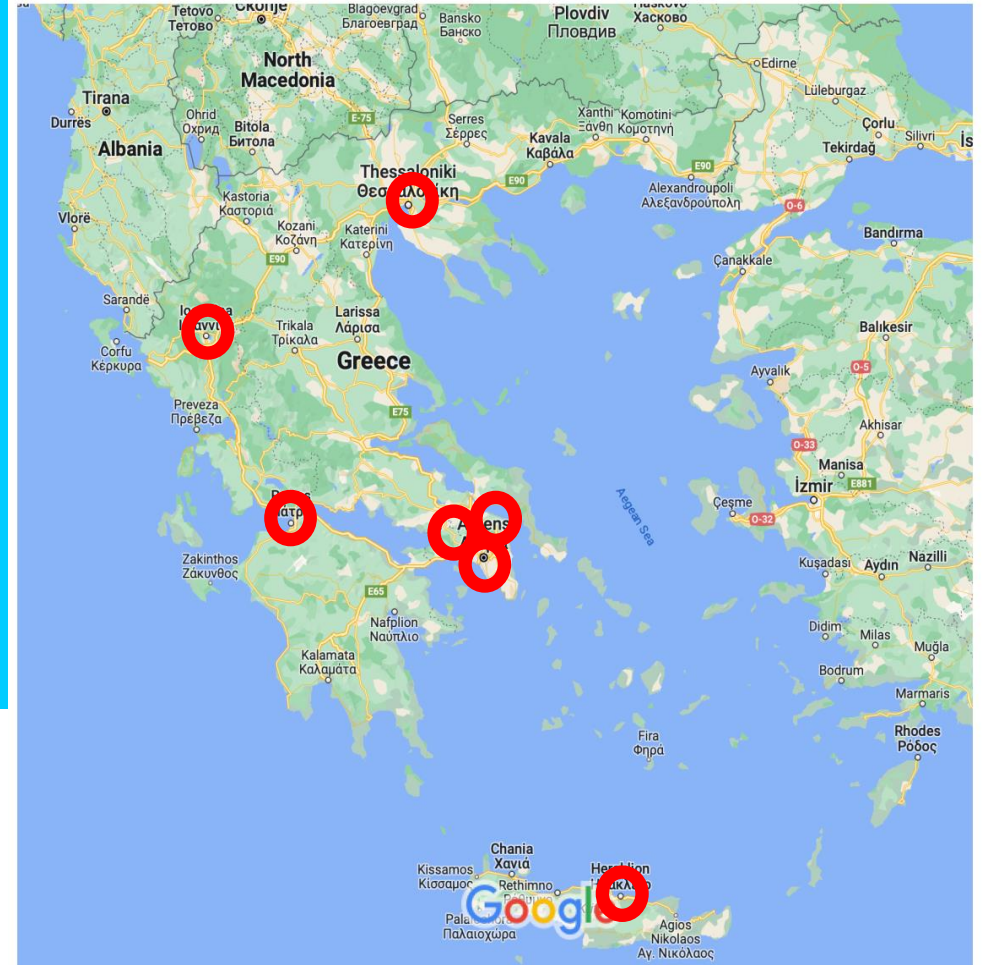 Tetovo
Тетово
Скопје
Blagoevgrad
Благоевград
Bansko
Банско
Plovdiv
Пловдив
Хасково
Edirne
North
Macedonia
Lüleburgaz
Tirana
Durrës
Ohrid
Охрид
Bitola
Битола
E-75
Serres
Σέρρες
Xanthi
Ξάνθη
Komotini
Κομοτηνή
Kavala
Καβάλα
Çorlu
Silivri
Tekirdağ
Albania
Thessaloniki
E90
E90
Alexandroupoli
Αλεξανδρούπολη
O-6
Kastoria
Καστοριά
Vlorë
Kozani
Κοζάνη
Katerini
Κατερίνη
E90
Bandırma
Çanakkale
Sarandë
Corfu
Κέρκυρα
Trikala
Τρίκαλα
Larissa
Λάρισα
Greece
Balıkesir
O-5
Ayvalık
Preveza
Πρέβεζα
E75
Akhisar
O-33
Manisa
İzmir
E881
Çeşme
O-32
Aegean Sea
Zakinthos
Ζάκυνθος
Kuşadası
Aydın
Nazilli
E65
Nafplion
Ναύπλιο
Didim
Milas
Muğla
Kalamata
Καλαμάτα
Bodrum
Marmaris
Fira
Φηρά
Rhodes
Ρόδος
Chania
Χανιά
Kissamos
Κίσσαμος
Rethimno
Παλαιοχώρα
Google
Agios
Nikolaos
Αγ. Νικόλαος